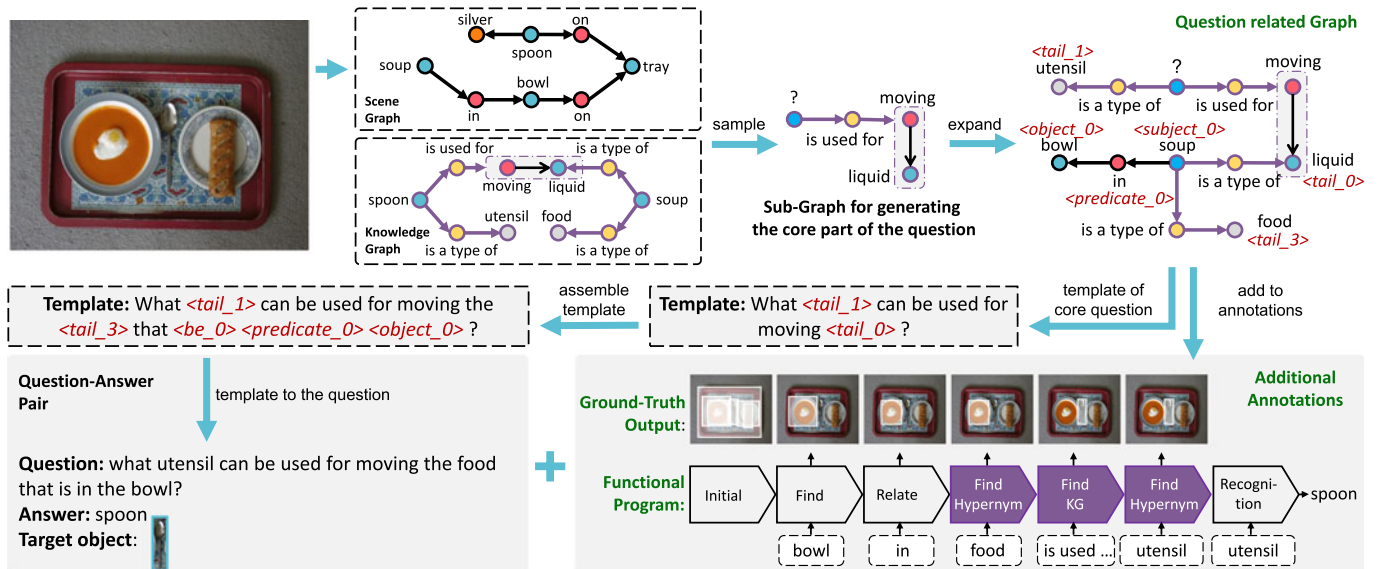 silver
on
spoon
soup
tray
bowl
in
on
Scene
Graph
is used for
is a type of
moving
liquid
spoon
soup
utensil
food
Knowledge
Graph
is a type of
is a type of
sample
?
moving
is used for
liquid
Sub-Graph for generating
the core part of the question
expand
Question related Graph
<tail_1>
utensil
?
moving
is a type of
is used for
<object_0>
<subject_0>
bowl
soup
liquid
in
is a type of
<tail_0>
<predicate_0>
is a type of
food
<tail_3>
Template: What <tail_1> can be used for moving the
<tail_3> that <be_0> <predicate_0> <object_0> ?
assemble
template
Template: What <tail_1> can be used for
moving <tail_0> ?
template of
core question
add to
annotations
Question-Answer
Pair
template to the question
Question: what utensil can be used for moving the food
that is in the bowl?
Answer: spoon
Target object:
Additional
Annotations
Ground-Truth
Output:
Functional
Program:
Initial
Find
Relate
Find
Hypernym
Find
KG
Find
Hypernym
Recogni-
tion
spoon
bowl
in
food
is used ...
utensil
utensil